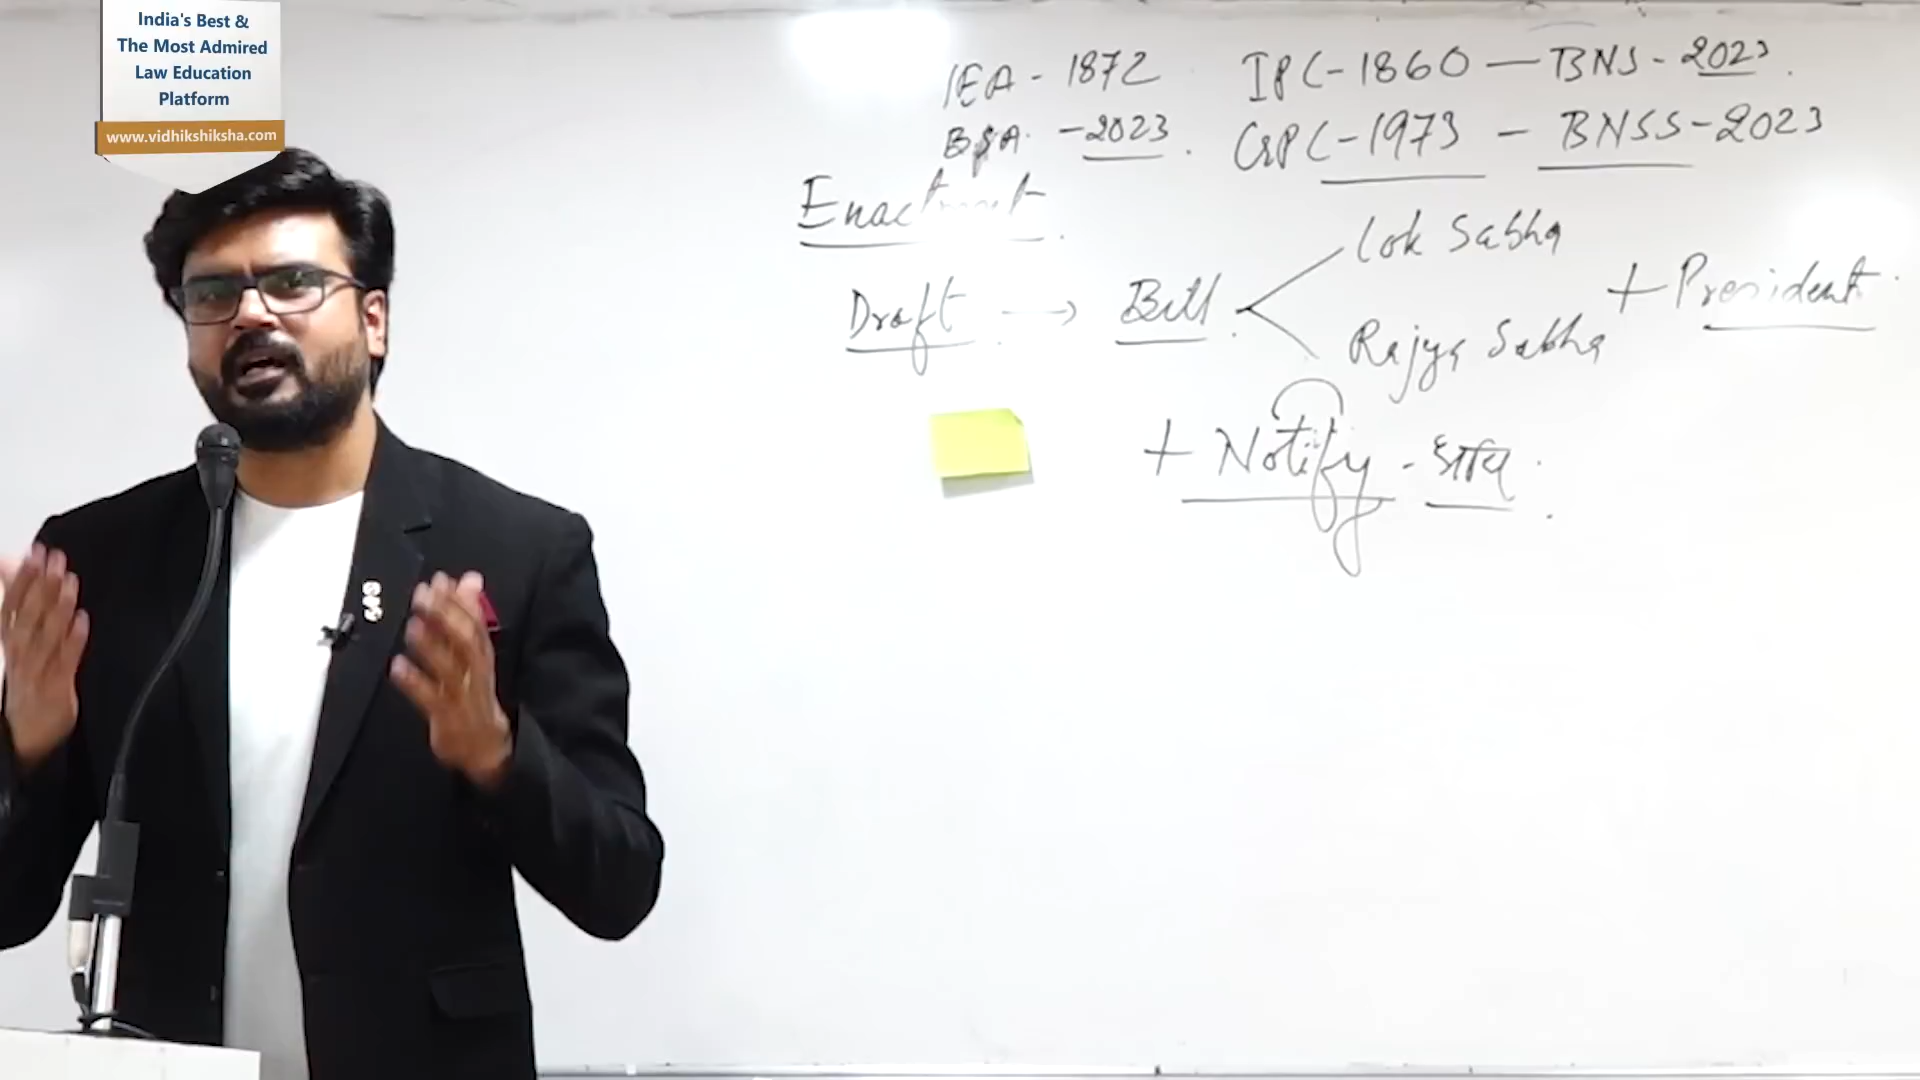 India's Best &
The Most Admired
Law Education
Platform
www.vidhikshiksha.com
IEA - 1872 IPC-1860 — BNS - 2023.
BSA. - 2023. CrPC-1973 - BNSS-2023
Enactment.
Draft → Bill. Lok Sabha
Rajya Sabha
+ President.
+ Notify -